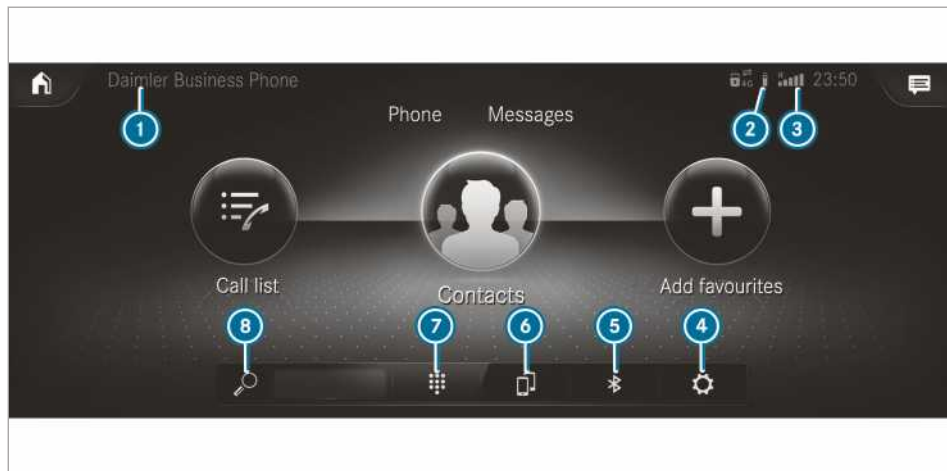 Daimler Business Phone
4G 23:50
1
2
3
Phone Messages
Call list
Contacts
Add favourites
8
7
6
5
4